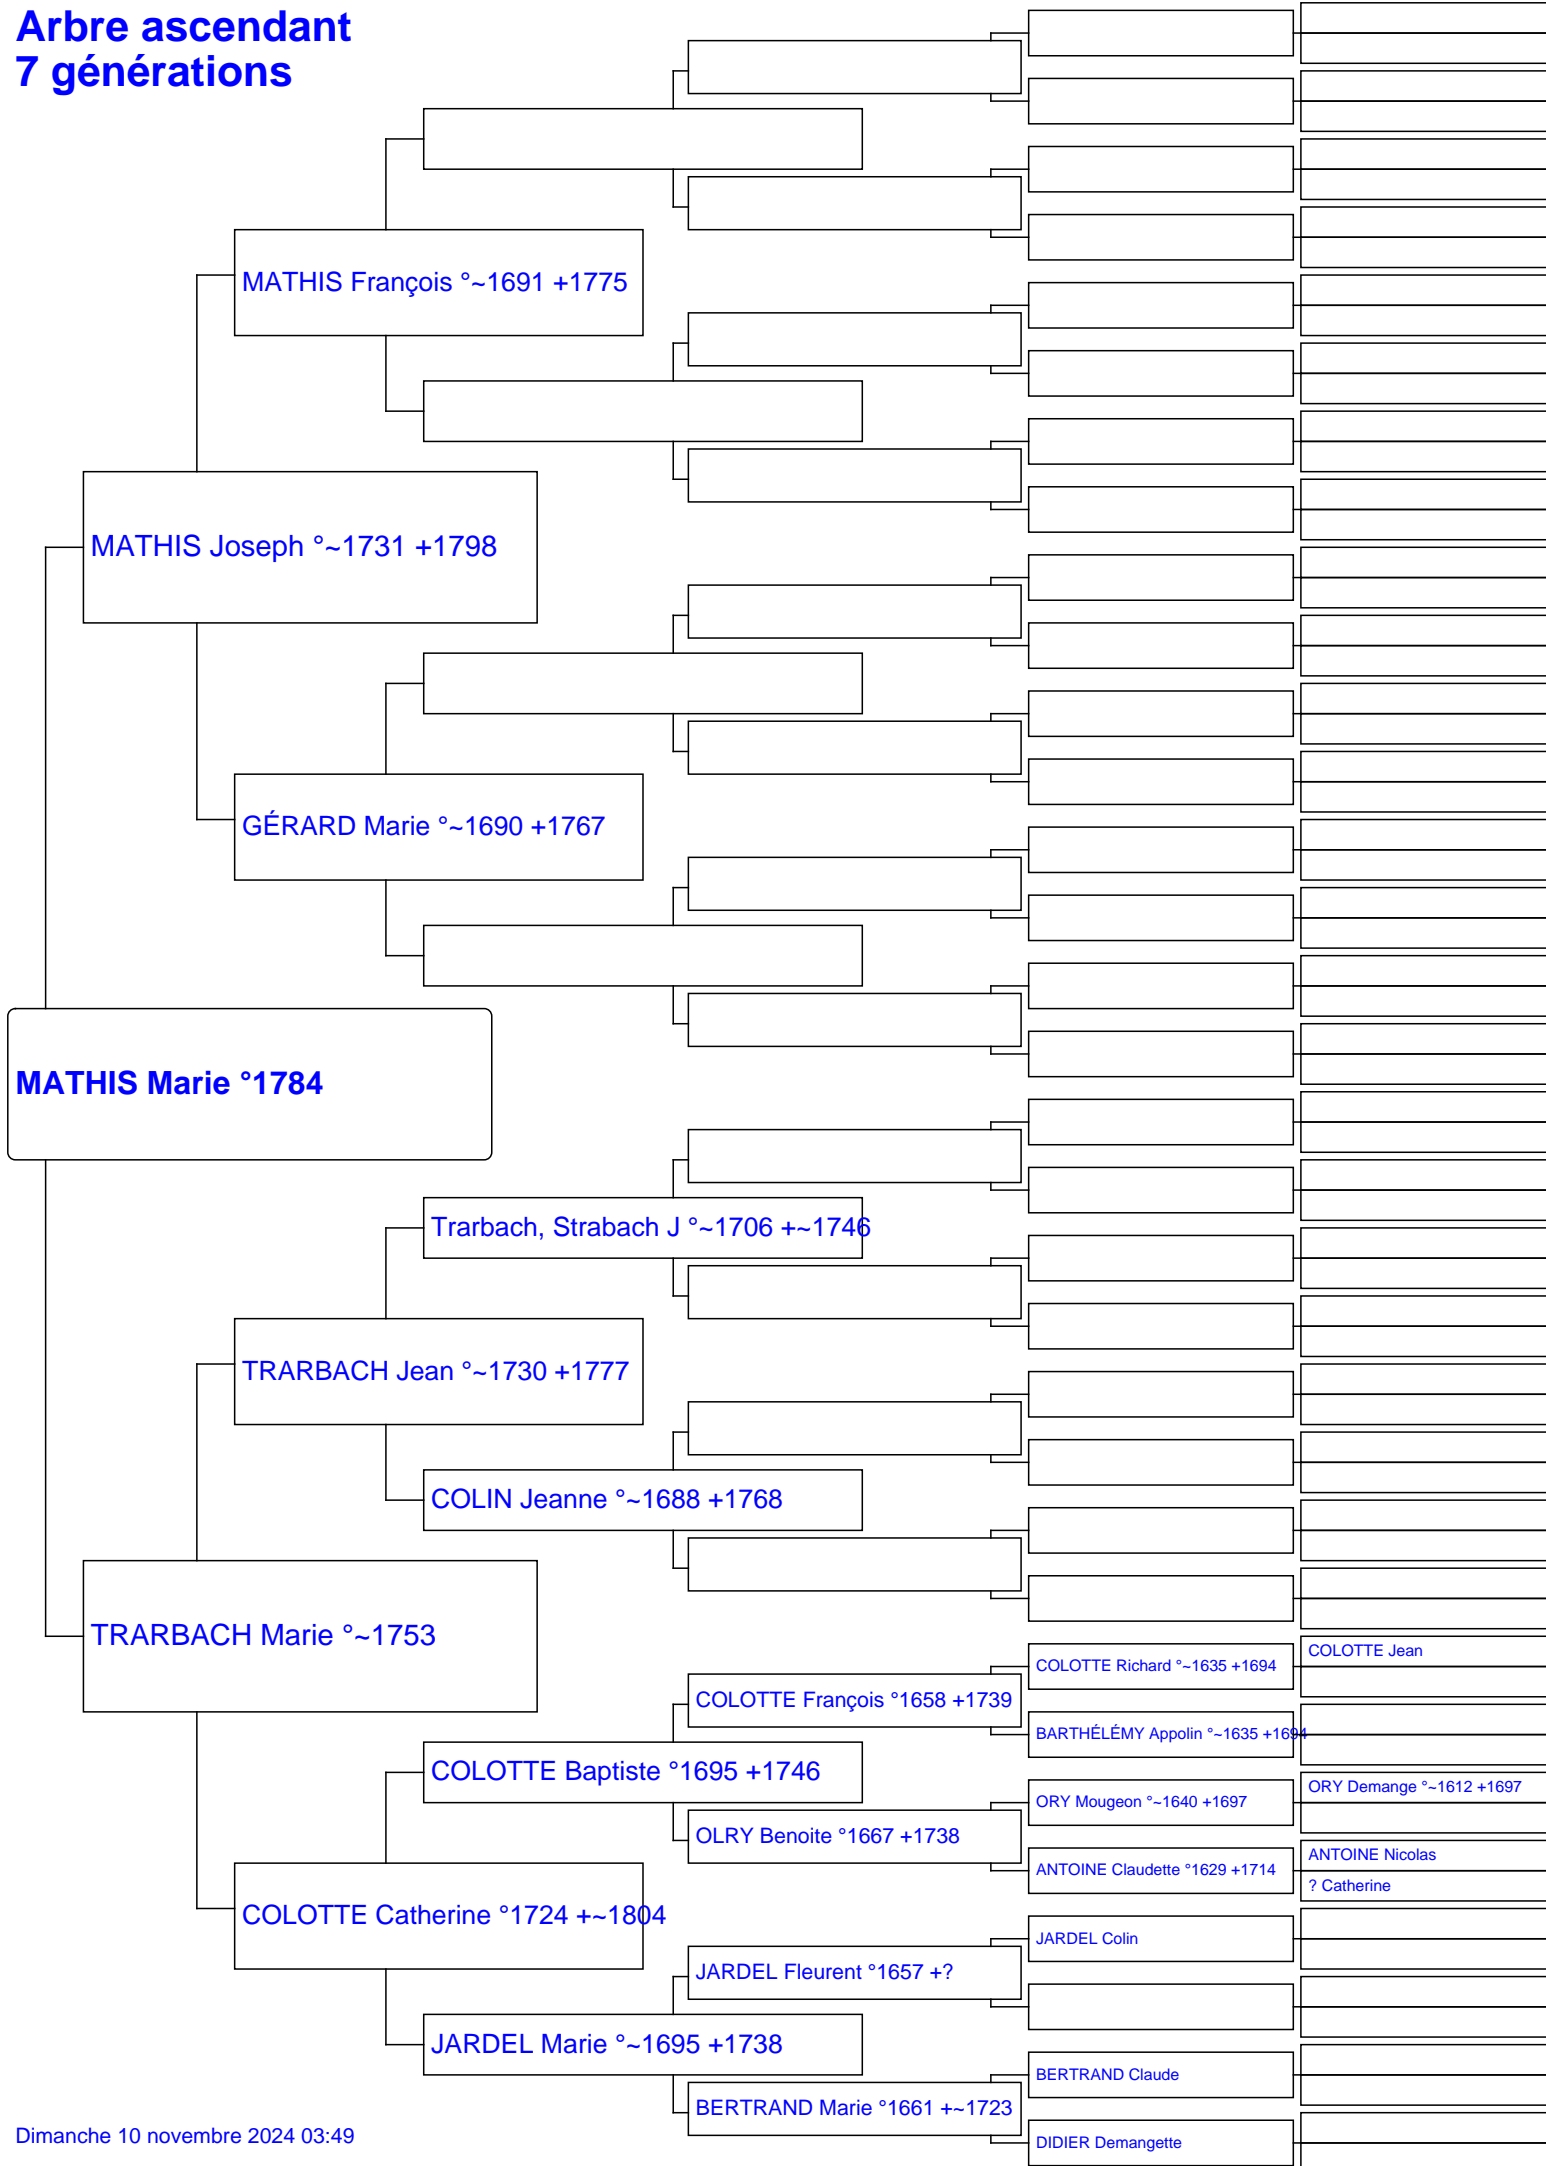 Arbre ascendant
7 générations
MATHIS François °~1691 +1775
MATHIS Joseph °~1731 +1798
GÉRARD Marie °~1690 +1767
MATHIS Marie °1784
Trarbach, Strabach J °~1706 +~1746
TRARBACH Jean °~1730 +1777
COLIN Jeanne °~1688 +1768
TRARBACH Marie °~1753
COLOTTE Jean
COLOTTE Richard °~1635 +1694
COLOTTE François °1658 +1739
BARTHÉLÉMY Appolin °~1635 +1694
COLOTTE Baptiste °1695 +1746
ORY Demange °~1612 +1697
ORY Mougeon °~1640 +1697
OLRY Benoite °1667 +1738
ANTOINE Nicolas
ANTOINE Claudette °1629 +1714
? Catherine
COLOTTE Catherine °1724 +~1804
JARDEL Colin
JARDEL Fleurent °1657 +?
JARDEL Marie °~1695 +1738
BERTRAND Claude
BERTRAND Marie °1661 +~1723
DIDIER Demangette
Dimanche 10 novembre 2024 03:49